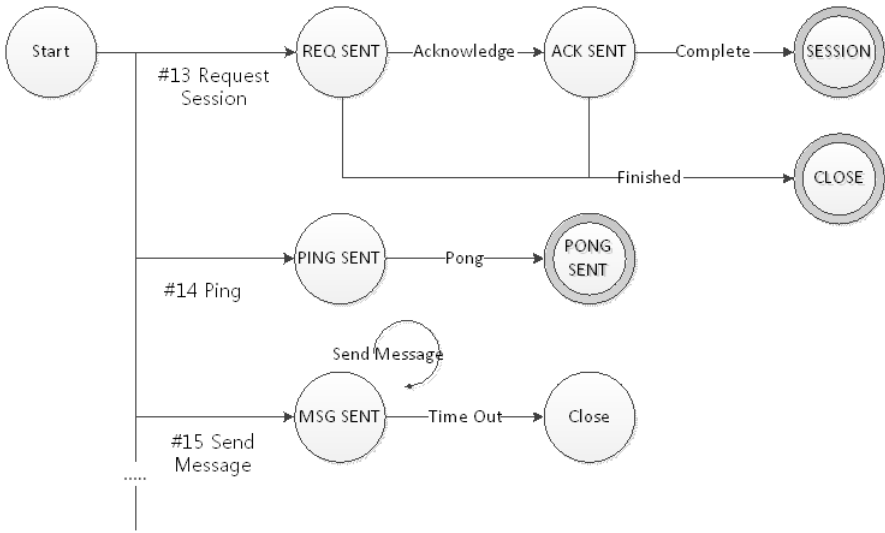 Start
REQ SENT
Acknowledge
ACK SENT
Complete
SESSION
#13 Request
Session
Finished
CLOSE
PING SENT
Pong
PONG
SENT
#14 Ping
Send Message
MSG SENT
Time Out
Close
#15 Send
Message
.....